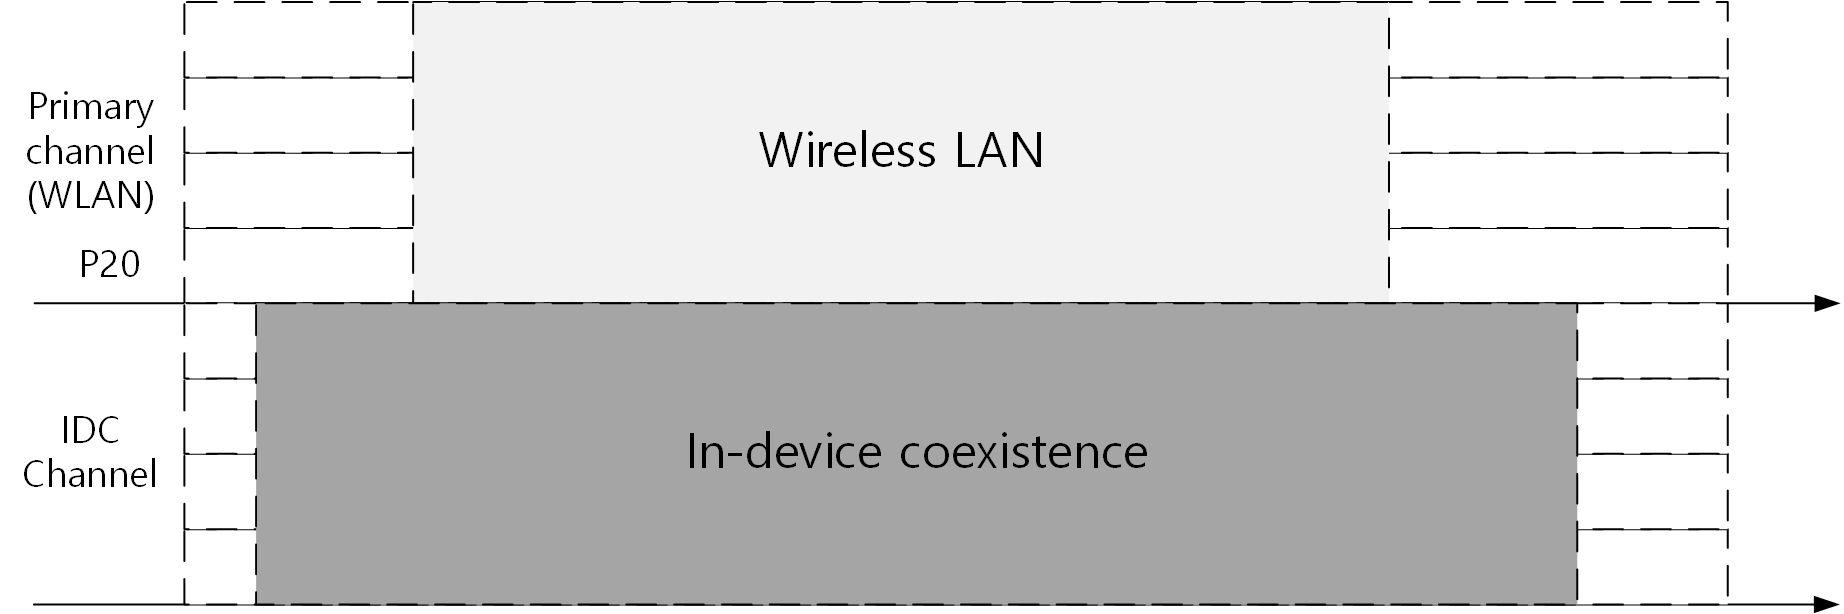 Primary
channel
(WLAN)
P20
Wireless LAN
IDC
Channel
In-device coexistence